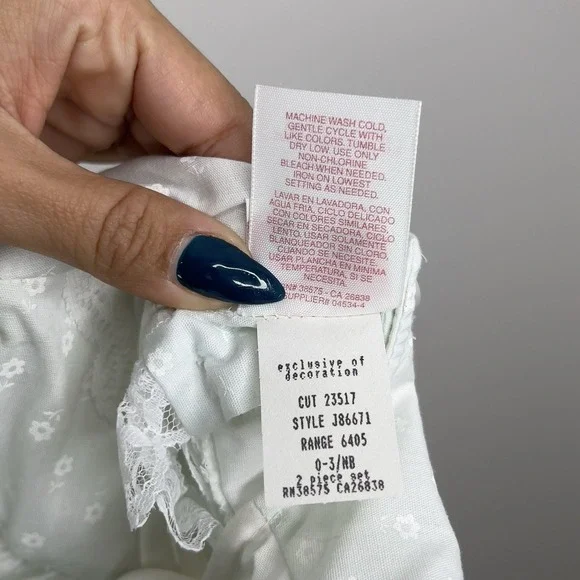 MACHINE WASH COLD,
GENTLE CYCLE WITH
LIKE COLORS. TUMBLE
DRY LOW. USE ONLY
NON-CHLORINE
BLEACH WHEN NEEDED.
IRON ON LOWEST
SETTING AS NEEDED.
LAVAR EN LAVADORA, CON
AGUA FRIA, CICLO DELICADO
CON COLORES SIMILARES.
SECAR EN SECADORA, CICLO
LENTO. USAR SOLAMENTE
BLANQUEADOR SIN CLORO,
CUANDO SE NECESITE.
USAR PLANCHA EN MINIMA
TEMPERATURA, SI SE
NECESITA.
RN# 38575 - CA 26838
SUPPLIER# 04534-4
exclusive of
decoration
CUT 23517
STYLE J86671
RANGE 6405
0-3/NB
2 piece set
RN38575 CA26838